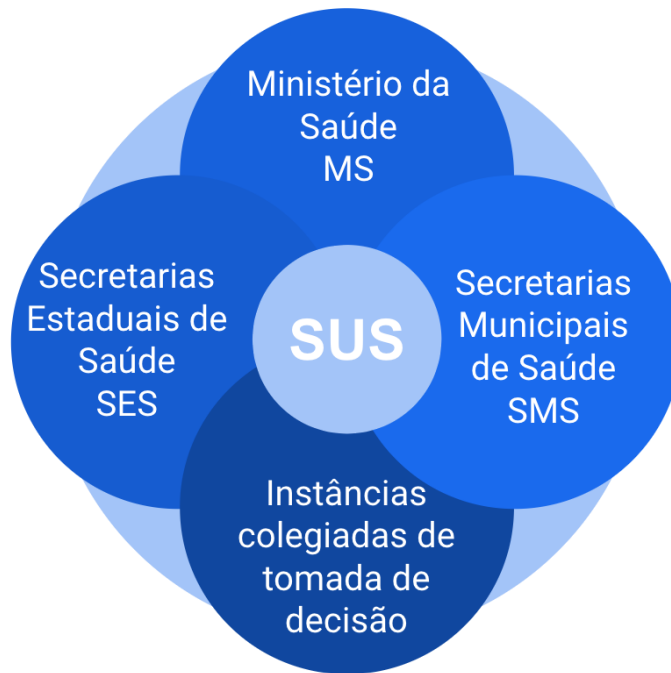 Ministério da
Saúde
MS
Secretarias
Estaduais de
Saúde
SES
SUS
Secretarias
Municipais
de Saúde
SMS
Instâncias
colegiadas de
tomada de
decisão